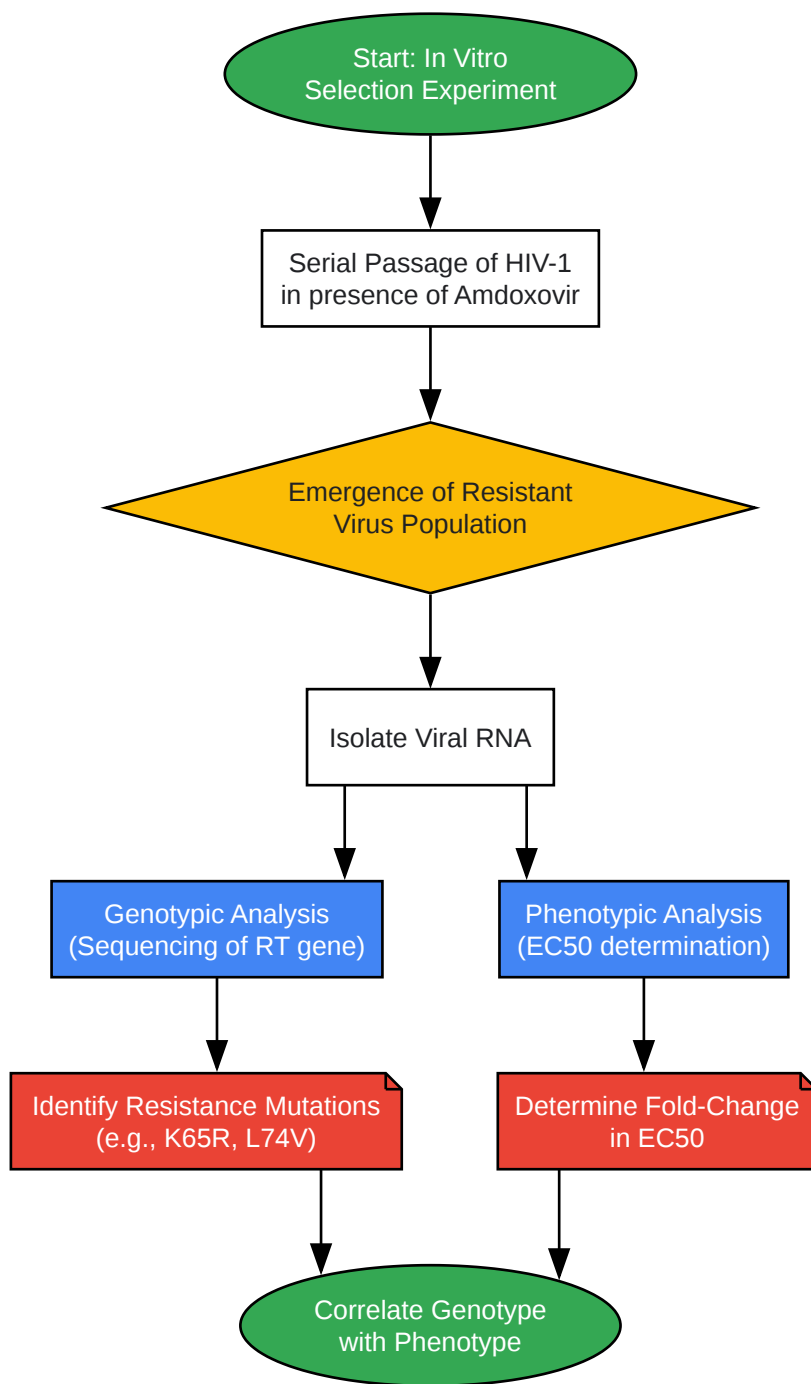 Start: In Vitro
Selection Experiment
Serial Passage of HIV-1
in presence of Amdoxovir
Emergence of Resistant
Virus Population
Isolate Viral RNA
Genotypic Analysis
(Sequencing of RT gene)
Phenotypic Analysis
(EC50 determination)
Identify Resistance Mutations
(e.g., K65R, L74V)
Determine Fold-Change
in EC50
Correlate Genotype
with Phenotype